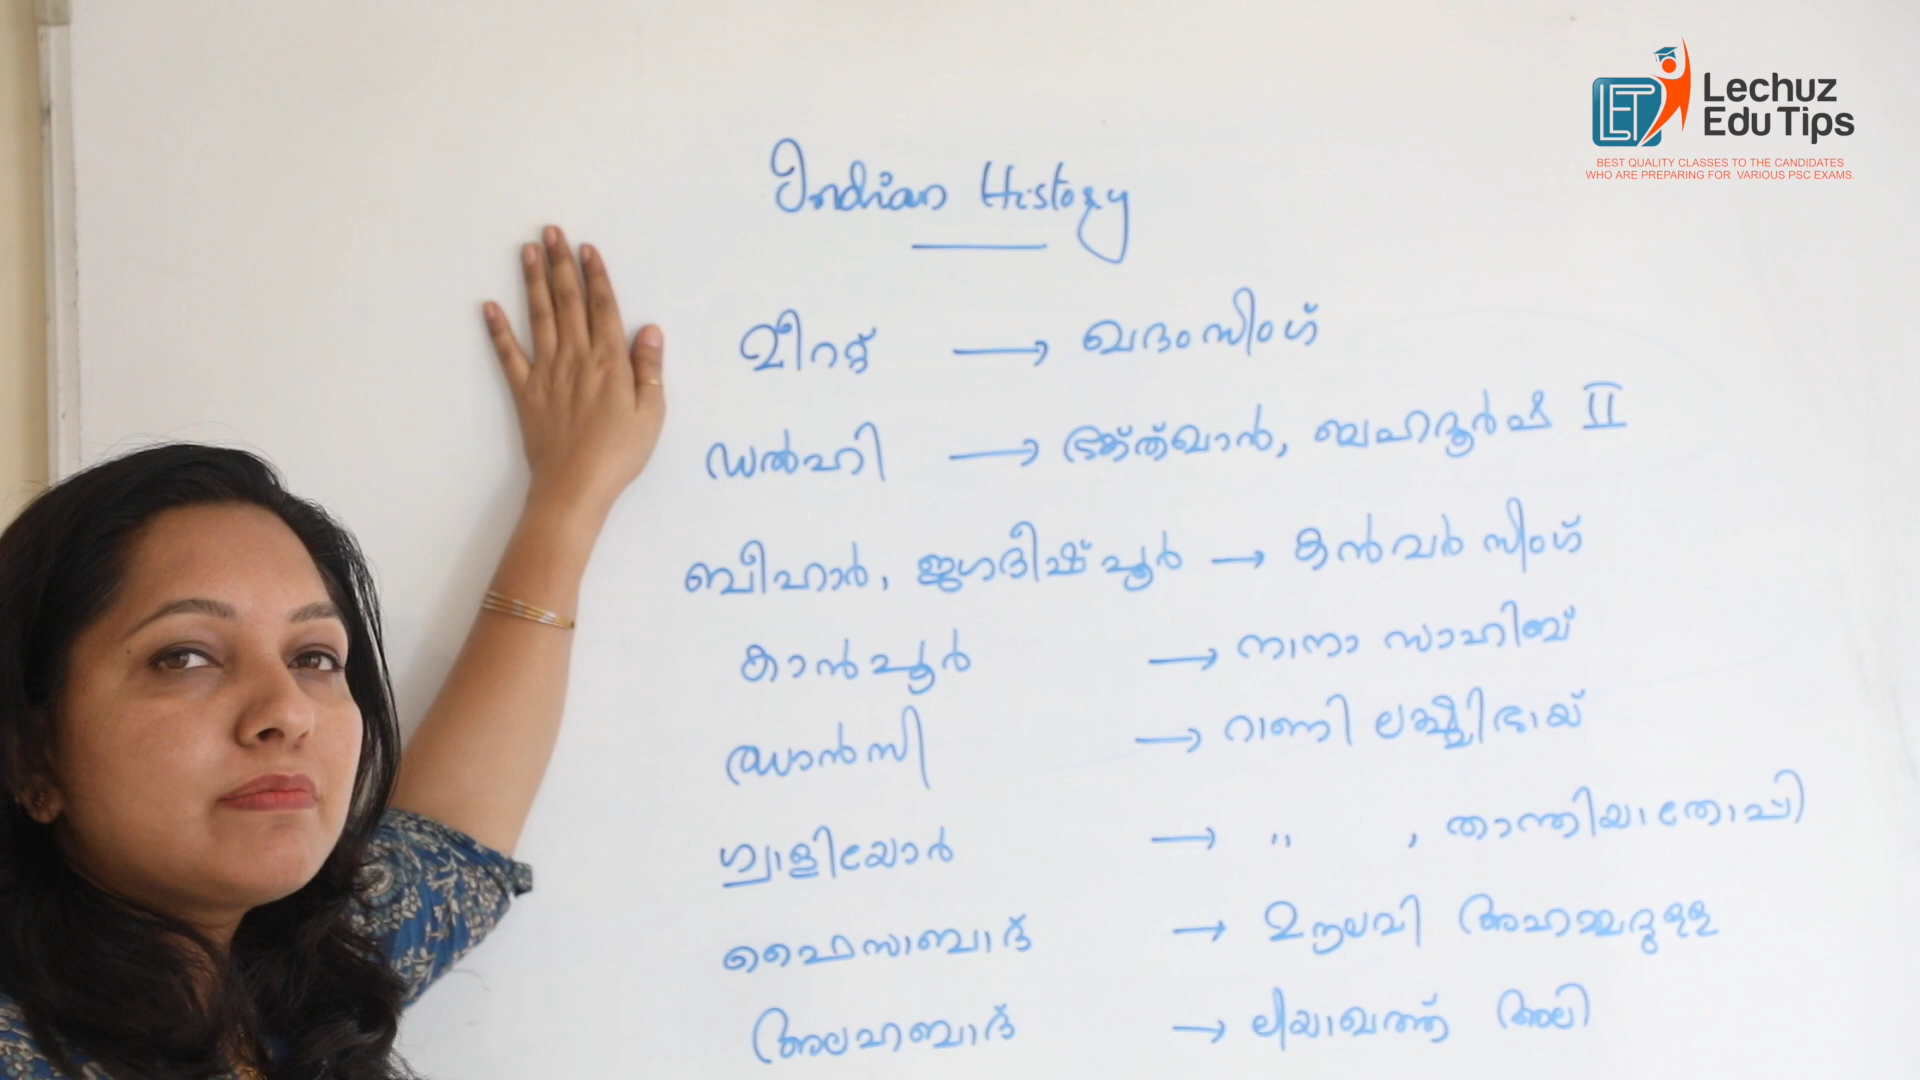 LET
Lechuz
Edu Tips
BEST QUALITY CLASSES TO THE CANDIDATES
WHO ARE PREPARING FOR VARIOUS PSC EXAMS.
Indian History
മീററ്റ് → ഖദംസിംഗ്
ഡൽഹി → ഭക്ത്ഖാൻ, ബഹദൂർഷ II
ബീഹാർ, ജഗദീഷ്പൂർ → കൻവർ സിംഗ്
കാൻപൂർ → നാനാ സാഹിബ്
ഝാൻസി → റാണി ലക്ഷ്മിഭായ്
ഗ്വാളിയോർ → ,, , താന്തിയാതോപ്പി
ഫൈസാബാദ് → മൗലവി അഹമ്മദുള്ള
അലഹബാദ് → ലിയാഖത്ത് അലി